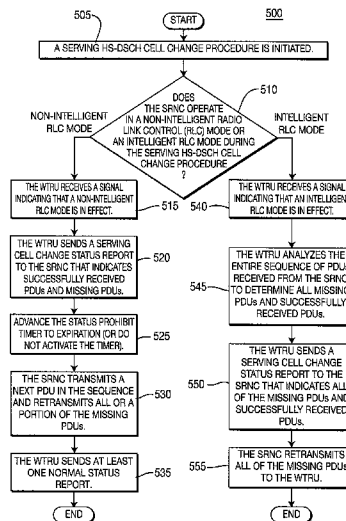 500
START
505
A SERVING HS-DSCH CELL CHANGE PROCEDURE IS INITIATED.
510
DOES
THE SRNC OPERATE
IN A NON-INTELLIGENT RADIO
LINK CONTROL (RLC) MODE OR
AN INTELLIGENT RLC MODE DURING
THE SERVING HS-DSCH CELL
CHANGE PROCEDURE
?
NON-INTELLIGENT
RLC MODE
INTELLIGENT
RLC MODE
THE WTRU RECEIVES A SIGNAL
INDICATING THAT A NON-INTELLIGENT
RLC MODE IS IN EFFECT.
515
THE WTRU SENDS A SERVING
CELL CHANGE STATUS REPORT
TO THE SRNC THAT INDICATES
SUCCESSFULLY RECEIVED
PDUs AND MISSING PDUs.
520
ADVANCE THE STATUS PROHIBIT
TIMER TO EXPIRATION (OR DO
NOT ACTIVATE THE TIMER).
525
THE SRNC TRANSMITS A
NEXT PDU IN THE SEQUENCE
AND RETRANSMITS ALL OR A
PORTION OF THE MISSING
PDUs.
530
THE WTRU SENDS AT LEAST
ONE NORMAL STATUS
REPORT.
535
END
THE WTRU RECEIVES A SIGNAL
INDICATING THAT AN INTELLIGENT
RLC MODE IS IN EFFECT.
540
THE WTRU ANALYZES THE
ENTIRE SEQUENCE OF PDUs
RECEIVED FROM THE SRNC
TO DETERMINE ALL MISSING
PDUs AND SUCCESSFULLY
RECEIVED PDUs.
545
THE WTRU SENDS A
SERVING CELL CHANGE
STATUS REPORT TO THE
SRNC THAT INDICATES ALL
OF THE MISSING PDUs AND
SUCCESSFULLY RECEIVED
PDUs.
550
THE SRNC RETRANSMITS
ALL OF THE MISSING PDUs
TO THE WTRU.
555
END